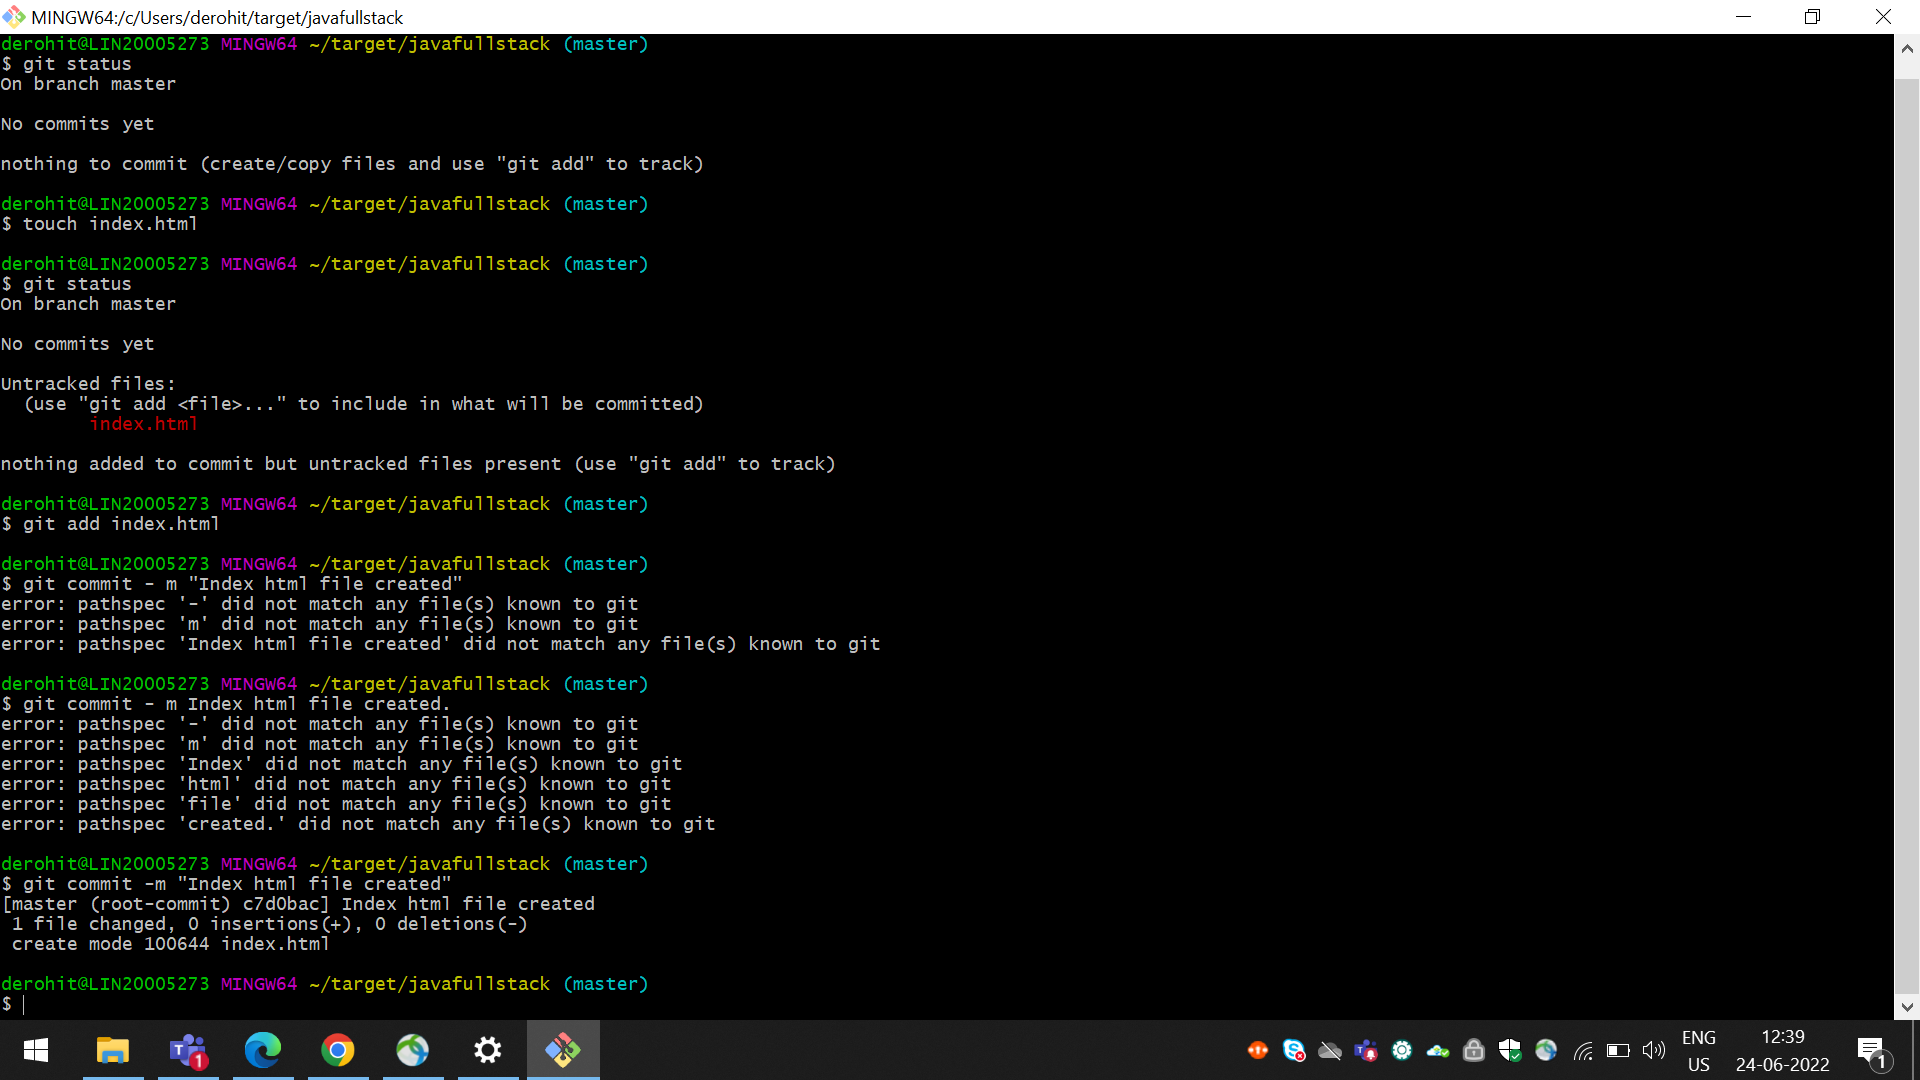 MINGW64:/c/Users/derohit/target/javafullstack
derohit@LIN20005273 MINGW64 ~/target/javafullstack (master)
$ git status
On branch master
No commits yet
nothing to commit (create/copy files and use "git add" to track)
derohit@LIN20005273 MINGW64 ~/target/javafullstack (master)
$ touch index.html
derohit@LIN20005273 MINGW64 ~/target/javafullstack (master)
$ git status
On branch master
No commits yet
Untracked files:
  (use "git add <file>..." to include in what will be committed)
        index.html
nothing added to commit but untracked files present (use "git add" to track)
derohit@LIN20005273 MINGW64 ~/target/javafullstack (master)
$ git add index.html
derohit@LIN20005273 MINGW64 ~/target/javafullstack (master)
$ git commit - m "Index html file created"
error: pathspec '-' did not match any file(s) known to git
error: pathspec 'm' did not match any file(s) known to git
error: pathspec 'Index html file created' did not match any file(s) known to git
derohit@LIN20005273 MINGW64 ~/target/javafullstack (master)
$ git commit - m Index html file created.
error: pathspec '-' did not match any file(s) known to git
error: pathspec 'm' did not match any file(s) known to git
error: pathspec 'Index' did not match any file(s) known to git
error: pathspec 'html' did not match any file(s) known to git
error: pathspec 'file' did not match any file(s) known to git
error: pathspec 'created.' did not match any file(s) known to git
derohit@LIN20005273 MINGW64 ~/target/javafullstack (master)
$ git commit -m "Index html file created"
[master (root-commit) c7d0bac] Index html file created
 1 file changed, 0 insertions(+), 0 deletions(-)
 create mode 100644 index.html
derohit@LIN20005273 MINGW64 ~/target/javafullstack (master)
$
ENG
US
12:39
24-06-2022
1
1